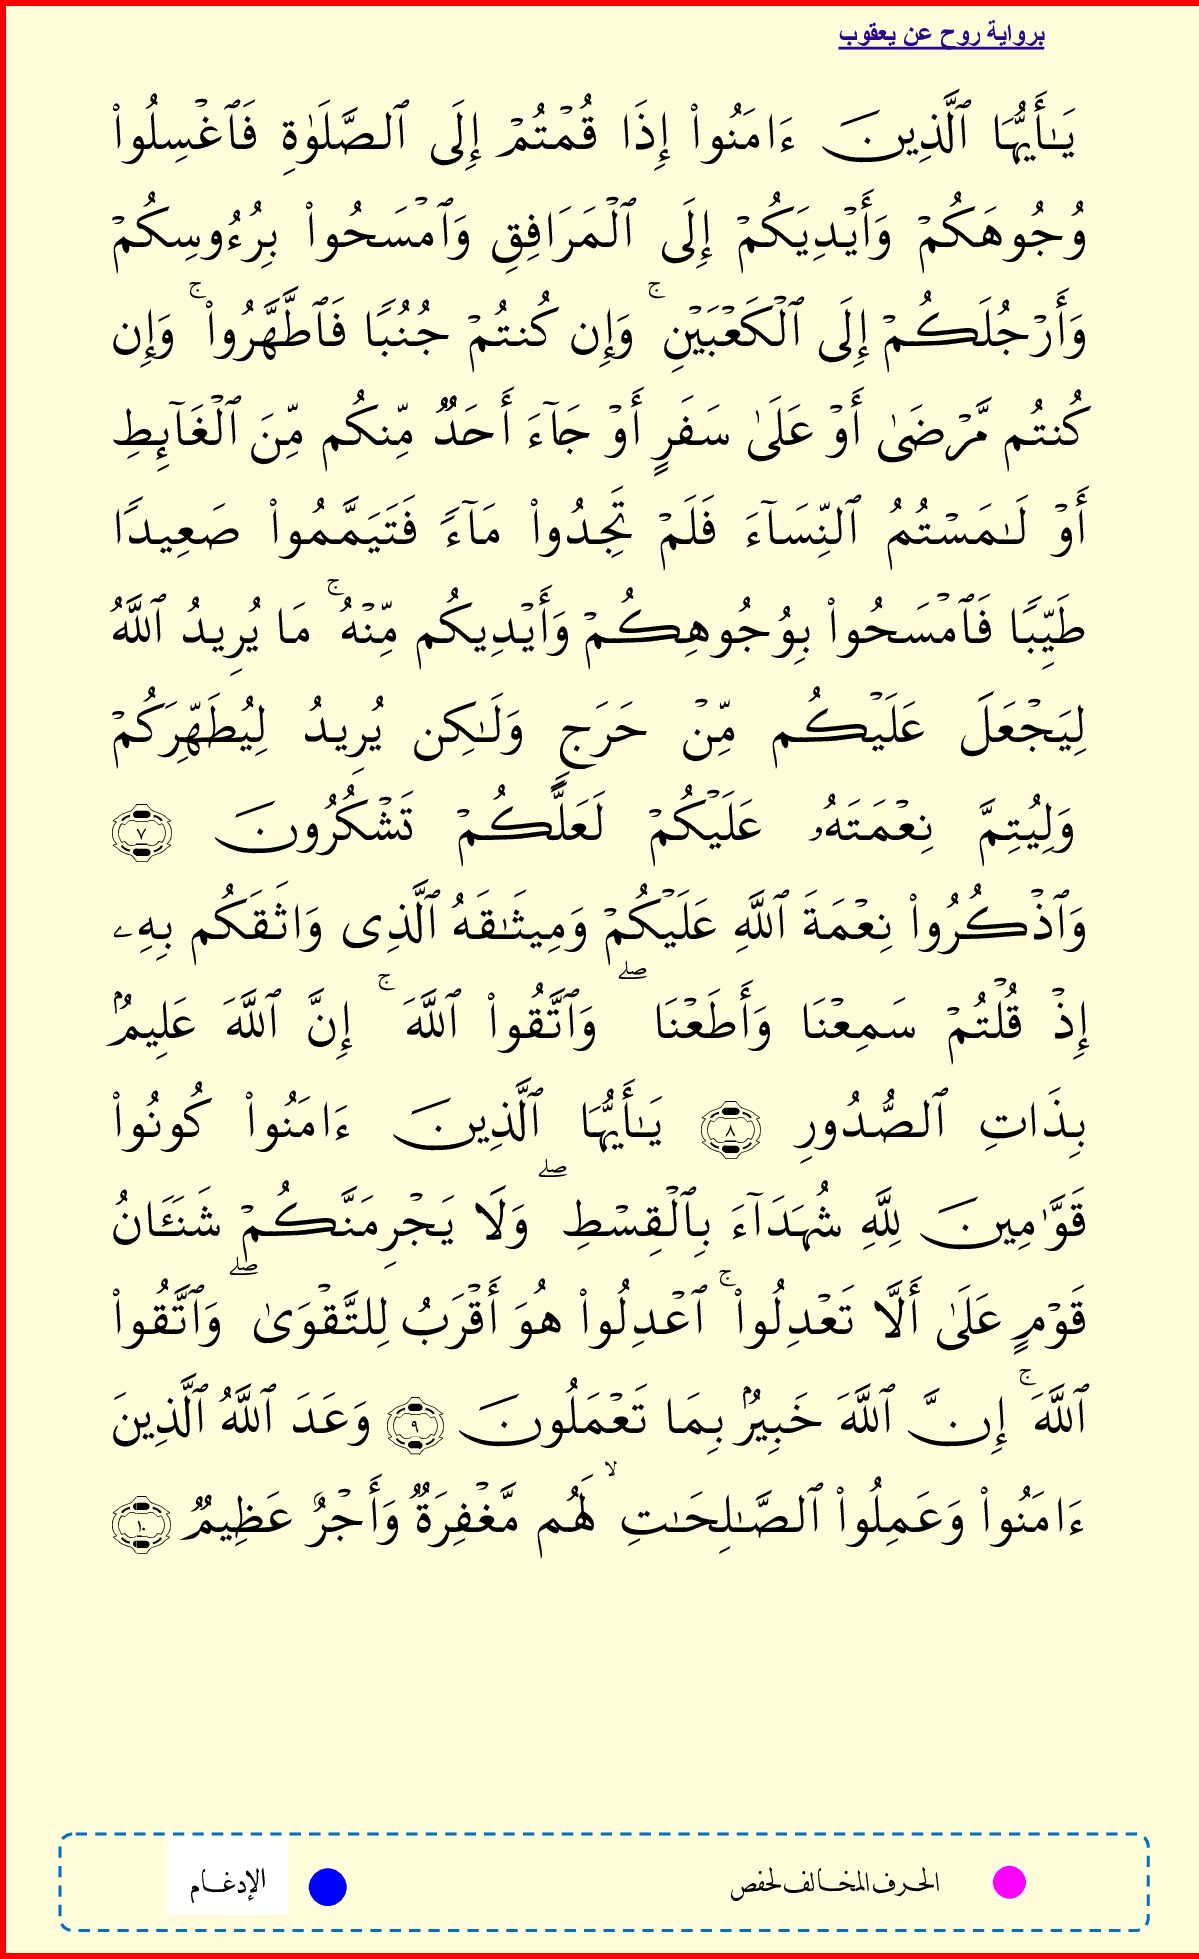 برواية روح عن يعقوب
يَـٰٓأَيُّهَا ٱلَّذِينَ ءَامَنُوا۟ إِذَا قُمْتُمْ إِلَى ٱلصَّلَوٰةِ فَٱغْسِلُوا۟
وُجُوهَكُمْ وَأَيْدِيَكُمْ إِلَى ٱلْمَرَافِقِ وَٱمْسَحُوا۟ بِرُءُوسِكُمْ
وَأَرْجُلَكُمْ إِلَى ٱلْكَعْبَيْنِ ۚ وَإِن كُنتُمْ جُنُبًا فَٱطَّهَّرُوا۟ ۚ وَإِن
كُنتُم مَّرْضَىٰ أَوْ عَلَىٰ سَفَرٍ أَوْ جَآءَ أَحَدٌ مِّنكُم مِّنَ ٱلْغَآئِطِ
أَوْ لَـٰمَسْتُمُ ٱلنِّسَآءَ فَلَمْ تَجِدُوا۟ مَآءً فَتَيَمَّمُوا۟ صَعِيدًا
طَيِّبًا فَٱمْسَحُوا۟ بِوُجُوهِكُمْ وَأَيْدِيكُم مِّنْهُ ۚ مَا يُرِيدُ ٱللَّهُ
لِيَجْعَلَ عَلَيْكُم مِّنْ حَرَجٍ وَلَـٰكِن يُرِيدُ لِيُطَهِّرَكُمْ
وَلِيُتِمَّ نِعْمَتَهُۥ عَلَيْكُمْ لَعَلَّكُمْ تَشْكُرُونَ ٧
وَٱذْكُرُوا۟ نِعْمَةَ ٱللَّهِ عَلَيْكُمْ وَمِيثَـٰقَهُ ٱلَّذِى وَاثَقَكُم بِهِۦ
إِذْ قُلْتُمْ سَمِعْنَا وَأَطَعْنَا ۖ وَٱتَّقُوا۟ ٱللَّهَ ۚ إِنَّ ٱللَّهَ عَلِيمٌۢ
بِذَاتِ ٱلصُّدُورِ ٨ يَـٰٓأَيُّهَا ٱلَّذِينَ ءَامَنُوا۟ كُونُوا۟
قَوَّٰمِينَ لِلَّهِ شُهَدَآءَ بِٱلْقِسْطِ ۖ وَلَا يَجْرِمَنَّكُمْ شَنَـَٔانُ
قَوْمٍ عَلَىٰٓ أَلَّا تَعْدِلُوا۟ ۚ ٱعْدِلُوا۟ هُوَ أَقْرَبُ لِلتَّقْوَىٰ ۖ وَٱتَّقُوا۟
ٱللَّهَ ۚ إِنَّ ٱللَّهَ خَبِيرٌۢ بِمَا تَعْمَلُونَ ٩ وَعَدَ ٱللَّهُ ٱلَّذِينَ
ءَامَنُوا۟ وَعَمِلُوا۟ ٱلصَّـٰلِحَـٰتِ ۙ لَهُم مَّغْفِرَةٌ وَأَجْرٌ عَظِيمٌ ١٠
الحرف المخالف لحفص
الإدغام